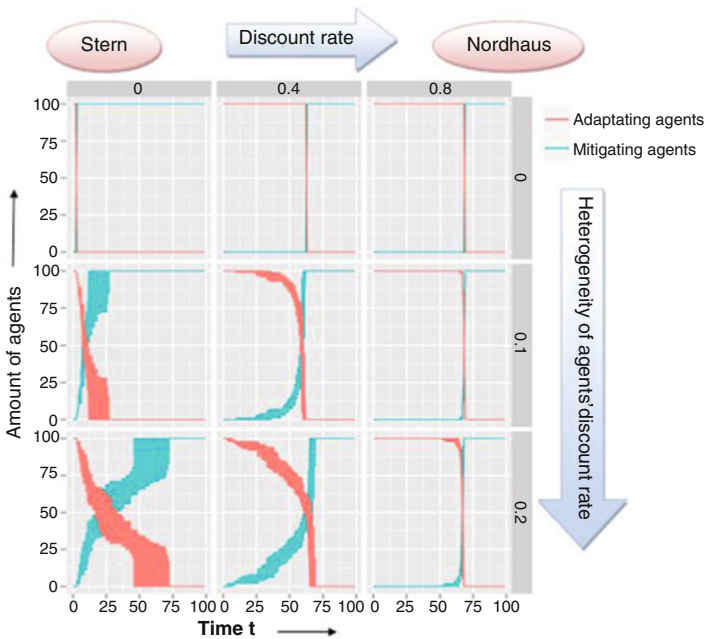 Stern
Discount rate
Nordhaus
0
0.4
0.8
100
75
50
25
0
0
Adaptating agents
Mitigating agents
100
75
50
25
0
0.1
100
75
50
25
0
0.2
0 25 50 75 100
0 25 50 75 100
0 25 50 75 100
Amount of agents
Time t
Heterogeneity of agents'discount rate